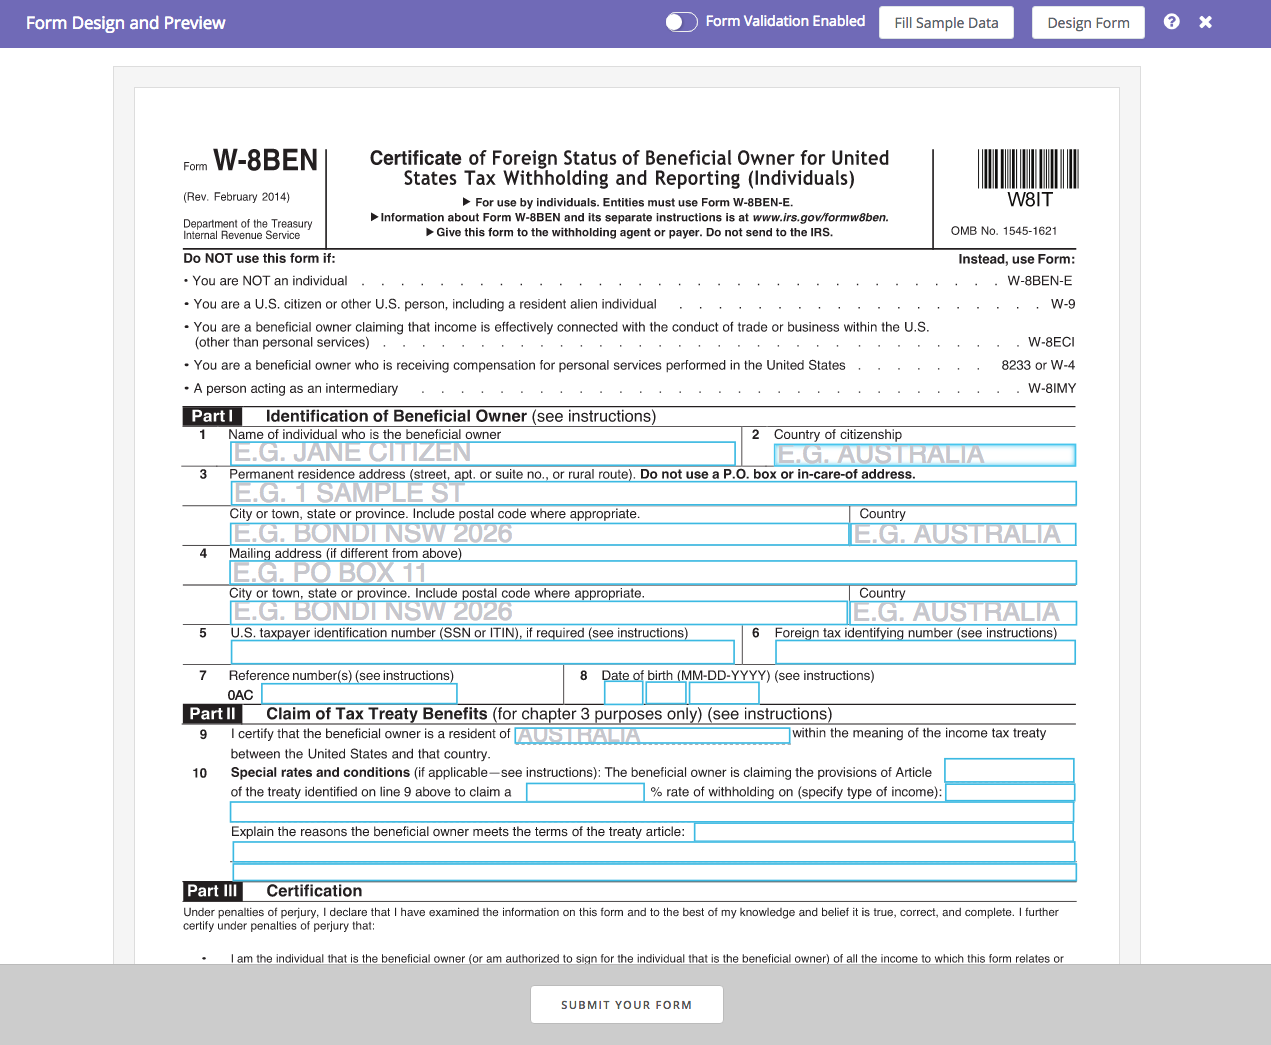 Form Design and Preview
Form Validation Enabled
Fill Sample Data
Design Form
Form W-8BEN
(Rev. February 2014)
Department of the Treasury
Internal Revenue Service
Certificate of Foreign Status of Beneficial Owner for United
States Tax Withholding and Reporting (Individuals)
▶ For use by individuals. Entities must use Form W-8BEN-E.
▶ Information about Form W-8BEN and its separate instructions is at www.irs.gov/formw8ben.
▶ Give this form to the withholding agent or payer. Do not send to the IRS.
W8IT
OMB No. 1545-1621
Do NOT use this form if: Instead, use Form:
• You are NOT an individual . . . . . . . . . . . . . . . . . . . . . . . . . . . . . . . . . W-8BEN-E
• You are a U.S. citizen or other U.S. person, including a resident alien individual . . . . . . . . . . . . . . . . . . . W-9
• You are a beneficial owner claiming that income is effectively connected with the conduct of trade or business within the U.S.
(other than personal services) . . . . . . . . . . . . . . . . . . . . . . . . . . . . . . . . . W-8ECI
• You are a beneficial owner who is receiving compensation for personal services performed in the United States . . . . . . . 8233 or W-4
• A person acting as an intermediary . . . . . . . . . . . . . . . . . . . . . . . . . . . . . . . W-8IMY
Part I Identification of Beneficial Owner (see instructions)
1 Name of individual who is the beneficial owner
E.G. JANE CITIZEN
2 Country of citizenship
E.G. AUSTRALIA
3 Permanent residence address (street, apt. or suite no., or rural route). Do not use a P.O. box or in-care-of address.
E.G. 1 SAMPLE ST
City or town, state or province. Include postal code where appropriate.
E.G. BONDI NSW 2026
Country
E.G. AUSTRALIA
4 Mailing address (if different from above)
E.G. PO BOX 11
City or town, state or province. Include postal code where appropriate.
E.G. BONDI NSW 2026
Country
E.G. AUSTRALIA
5 U.S. taxpayer identification number (SSN or ITIN), if required (see instructions)
6 Foreign tax identifying number (see instructions)
7 Reference number(s) (see instructions)
0AC
8 Date of birth (MM-DD-YYYY) (see instructions)
Part II Claim of Tax Treaty Benefits (for chapter 3 purposes only) (see instructions)
9 I certify that the beneficial owner is a resident of AUSTRALIA within the meaning of the income tax treaty
between the United States and that country.
10 Special rates and conditions (if applicable—see instructions): The beneficial owner is claiming the provisions of Article
of the treaty identified on line 9 above to claim a % rate of withholding on (specify type of income):
Explain the reasons the beneficial owner meets the terms of the treaty article:
Part III Certification
Under penalties of perjury, I declare that I have examined the information on this form and to the best of my knowledge and belief it is true, correct, and complete. I further
certify under penalties of perjury that:
• I am the individual that is the beneficial owner (or am authorized to sign for the individual that is the beneficial owner) of all the income to which this form relates or
SUBMIT YOUR FORM